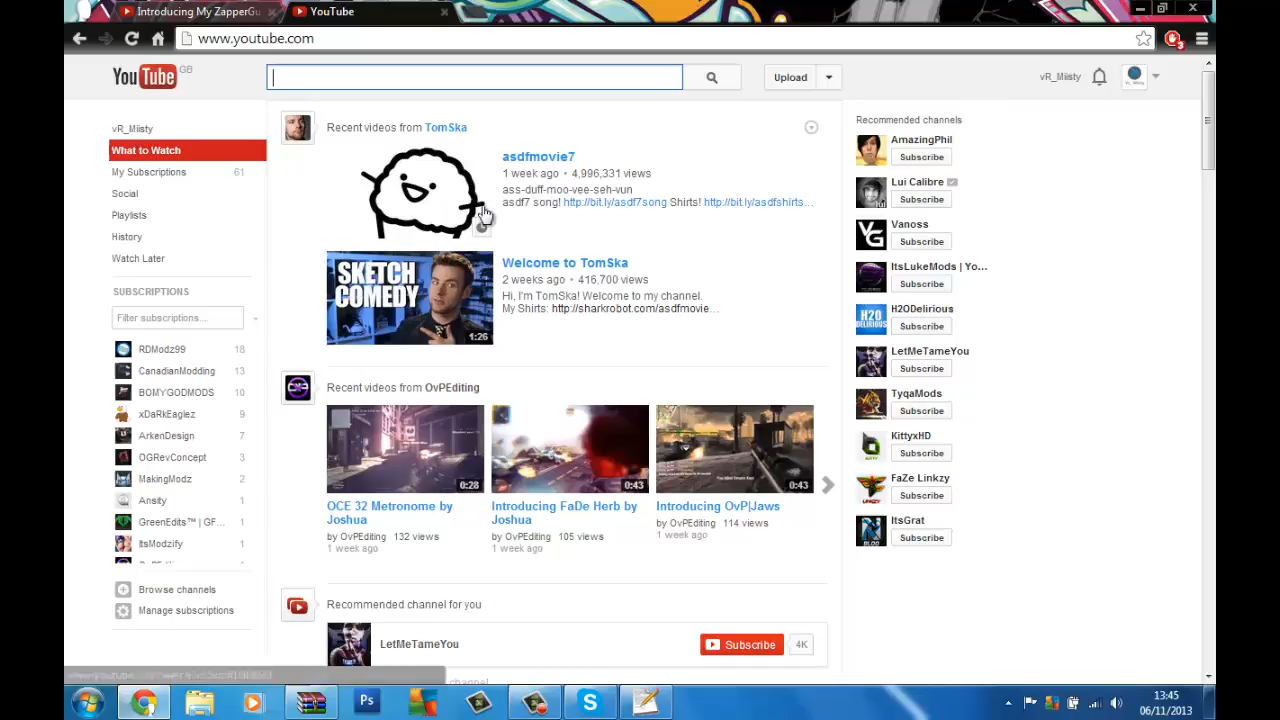 Introducing My ZapperGu
YouTube
www.youtube.com
3
YouTube GB
Upload
vR_Miisty
vR_Miisty
What to Watch
My Subscriptions 61
Social
Playlists
History
Watch Later
SUBSCRIPTIONS
Filter subscriptions...
RDModz99 18
CanadianModding 13
BOMYGODMODS 10
xDaRkEaglez 9
ArkenDesign 7
OGRevConcept 3
MakingModz 2
Ansity 1
GreenEdits™ | GF... 1
ItsModzify 1
Browse channels
Manage subscriptions
Recent videos from TomSka
asdfmovie7
1 week ago • 4,996,331 views
ass-duff-moo-vee-seh-vun
asdf7 song! http://bit.ly/asdf7song Shirts! http://bit.ly/asdfshirts...
SKETCH
COMEDY
1:26
Welcome to TomSka
2 weeks ago • 416,700 views
Hi, I'm TomSka! Welcome to my channel.
My Shirts: http://sharkrobot.com/asdfmovie...
Recent videos from OvPEditing
0:28
0:43
0:43
OCE 32 Metronome by
Joshua
by OvPEditing 132 views
1 week ago
Introducing FaDe Herb by
Joshua
by OvPEditing 105 views
1 week ago
Introducing OvP|Jaws
by OvPEditing 114 views
1 week ago
Recommended channel for you
LetMeTameYou
Subscribe 4K
Recommended channels
AmazingPhil
Subscribe
Lui Calibre
Subscribe
Vanoss
Subscribe
ItsLukeMods | Yo...
Subscribe
H2ODelirious
Subscribe
LetMeTameYou
Subscribe
TyqaMods
Subscribe
KittyxHD
Subscribe
FaZe Linkzy
Subscribe
ItsGrat
Subscribe
Ps
13:45
06/11/2013